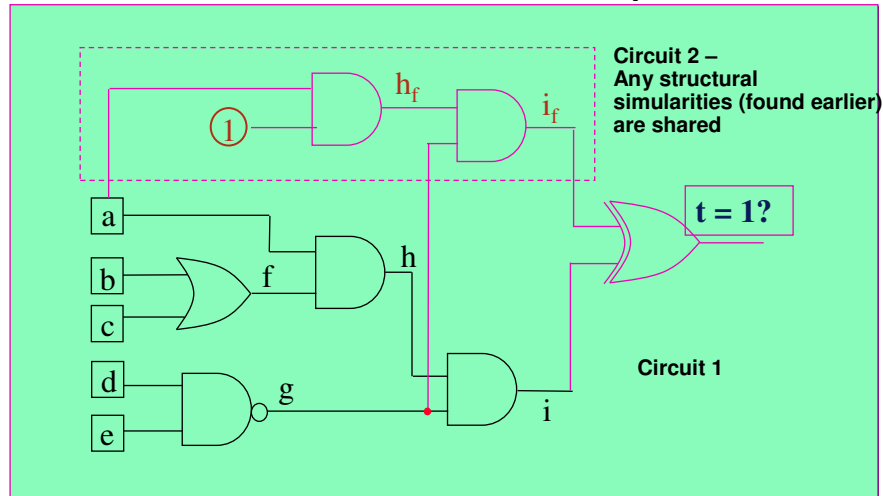 Circuit 2 –
Any structural
simularities (found earlier)
are shared
h_f
i_f
1
t = 1?
a
h
b
f
c
Circuit 1
d
g
e
i